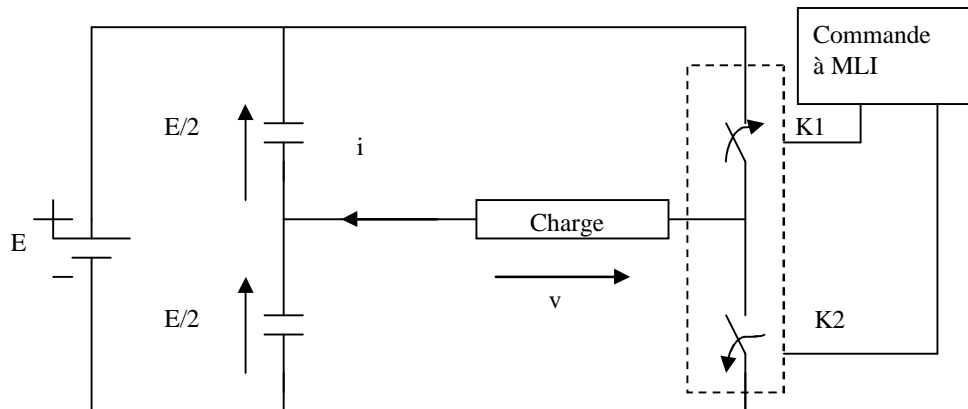 Commande
à MLI
E/2
K1
i
Charge
E
v
E/2
K2